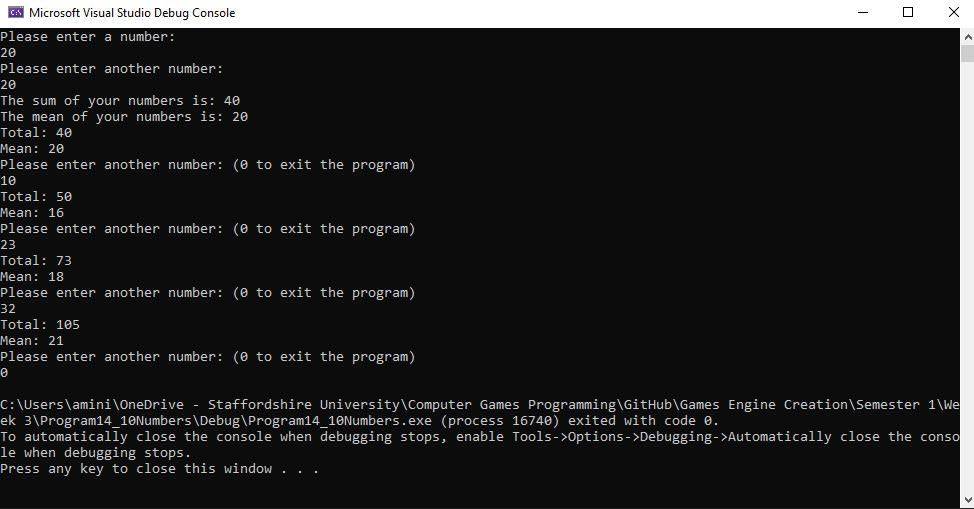 Microsoft Visual Studio Debug Console
Please enter a number:
20
Please enter another number:
20
The sum of your numbers is: 40
The mean of your numbers is: 20
Total: 40
Mean: 20
Please enter another number: (0 to exit the program)
10
Total: 50
Mean: 16
Please enter another number: (0 to exit the program)
23
Total: 73
Mean: 18
Please enter another number: (0 to exit the program)
32
Total: 105
Mean: 21
Please enter another number: (0 to exit the program)
0
C:\Users\amini\OneDrive - Staffordshire University\Computer Games Programming\GitHub\Games Engine Creation\Semester 1\We
ek 3\Program14_10Numbers\Debug\Program14_10Numbers.exe (process 16740) exited with code 0.
To automatically close the console when debugging stops, enable Tools->Options->Debugging->Automatically close the conso
le when debugging stops.
Press any key to close this window . . .